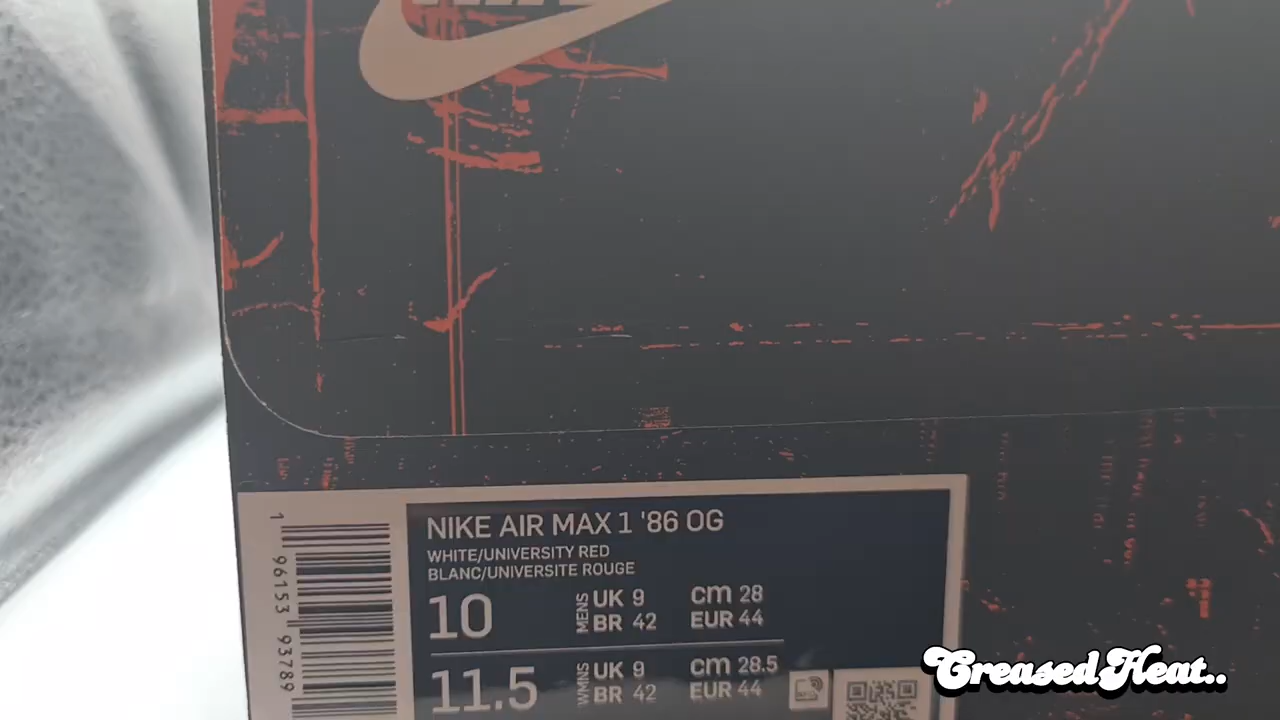 NIKE AIR MAX 1 '86 OG
WHITE/UNIVERSITY RED
BLANC/UNIVERSITE ROUGE
10 MENS UK 9 cm 28
BR 42 EUR 44
11.5 WMNS UK 9 cm 28.5
BR 42 EUR 44
1 96153 93789
CreasedHeat..